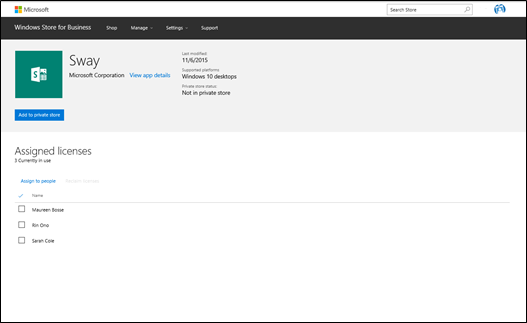 Microsoft
Search Store
Windows Store for Business Shop Manage Settings Support
Sway
Microsoft Corporation View app details
Last modified:
11/6/2015
Supported platforms:
Windows 10 desktops
Private store status:
Not in private store
Add to private store
Assigned licenses
3 Currently in use
Assign to people Reclaim licenses
Name
Maureen Bosse
Rin Ono
Sarah Cole